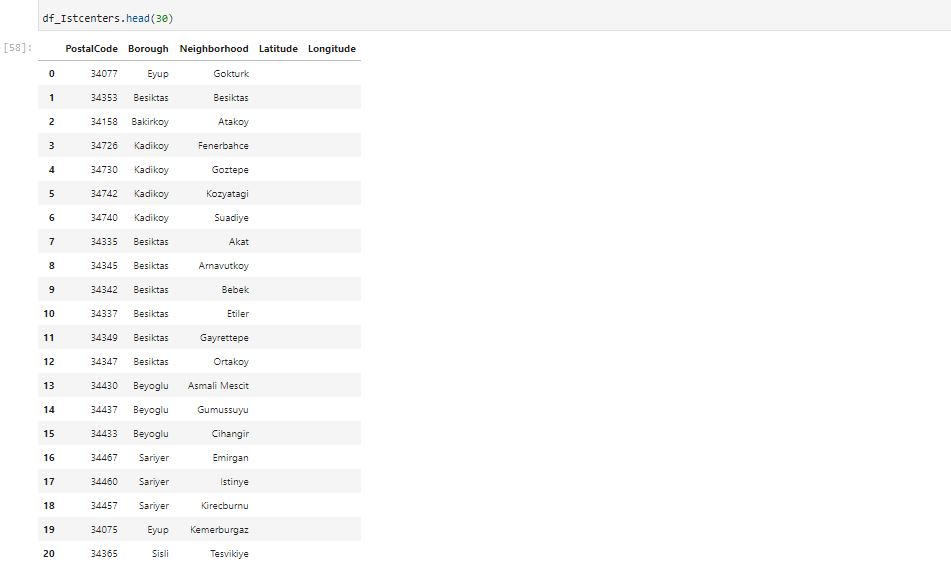 df_Istcenters.head(30)
[58]:
PostalCode Borough Neighborhood Latitude Longitude
0 34077 Eyup Gokturk
1 34353 Besiktas Besiktas
2 34158 Bakirkoy Atakoy
3 34726 Kadikoy Fenerbahce
4 34730 Kadikoy Goztepe
5 34742 Kadikoy Kozyatagi
6 34740 Kadikoy Suadiye
7 34335 Besiktas Akat
8 34345 Besiktas Arnavutkoy
9 34342 Besiktas Bebek
10 34337 Besiktas Etiler
11 34349 Besiktas Gayrettepe
12 34347 Besiktas Ortakoy
13 34430 Beyoglu Asmali Mescit
14 34437 Beyoglu Gumussuyu
15 34433 Beyoglu Cihangir
16 34467 Sariyer Emirgan
17 34460 Sariyer Istinye
18 34457 Sariyer Kirecburnu
19 34075 Eyup Kemerburgaz
20 34365 Sisli Tesvikiye